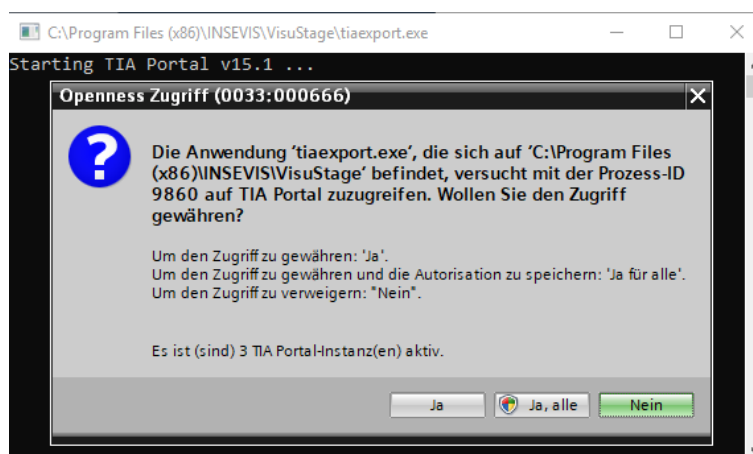 C:\Program Files (x86)\INSEVIS\VisuStage\tiaexport.exe
Starting TIA Portal v15.1 ...
Openness Zugriff (0033:000666)
Die Anwendung 'tiaexport.exe', die sich auf 'C:\Program Files
(x86)\INSEVIS\VisuStage' befindet, versucht mit der Prozess-ID
9860 auf TIA Portal zuzugreifen. Wollen Sie den Zugriff
gewähren?
Um den Zugriff zu gewähren: 'Ja'.
Um den Zugriff zu gewähren und die Autorisation zu speichern: 'Ja für alle'.
Um den Zugriff zu verweigern: "Nein".
Es ist (sind) 3 TIA Portal-Instanz(en) aktiv.
Ja
Ja, alle
Nein